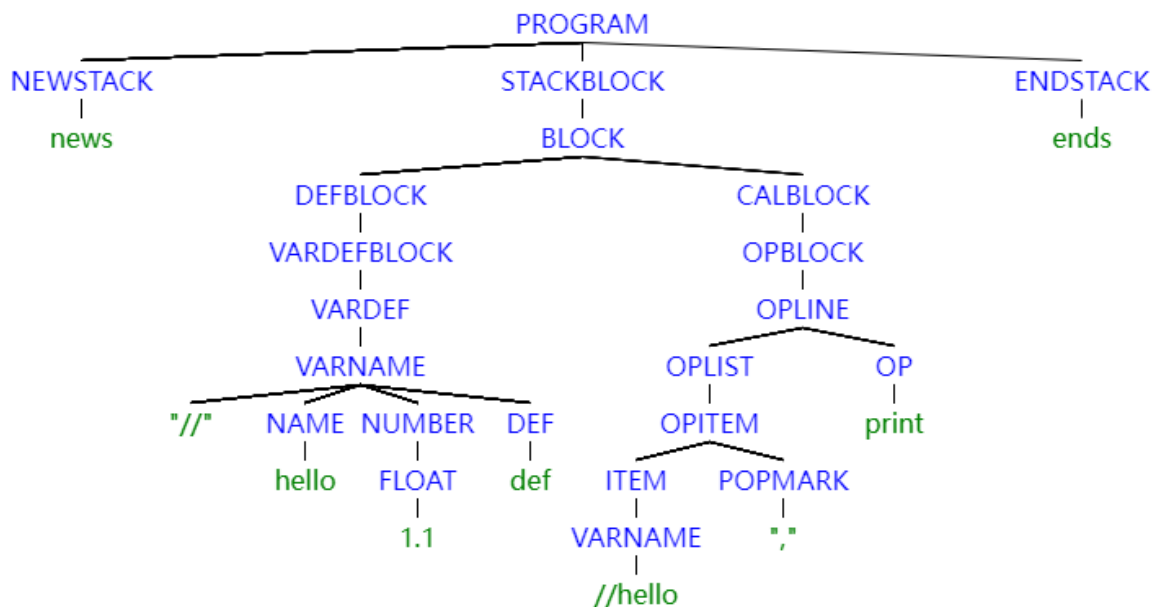 PROGRAM
NEWSTACK STACKBLOCK ENDSTACK
news BLOCK ends
DEFBLOCK CALBLOCK
VARDEFBLOCK OPBLOCK
VARDEF OPLINE
VARNAME OPLIST OP
"//" NAME NUMBER DEF OPITEM print
hello FLOAT def ITEM POPMARK
1.1 VARNAME ","
//hello